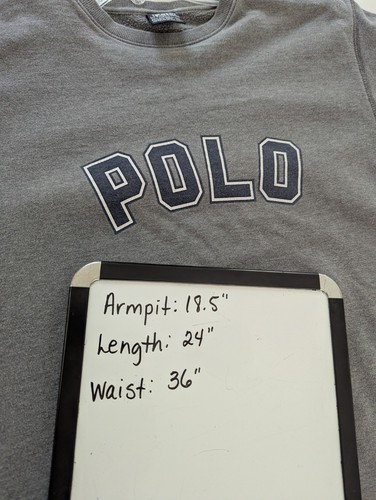 POLO
Armpit: 18.5"
Length: 24"
Waist: 36"